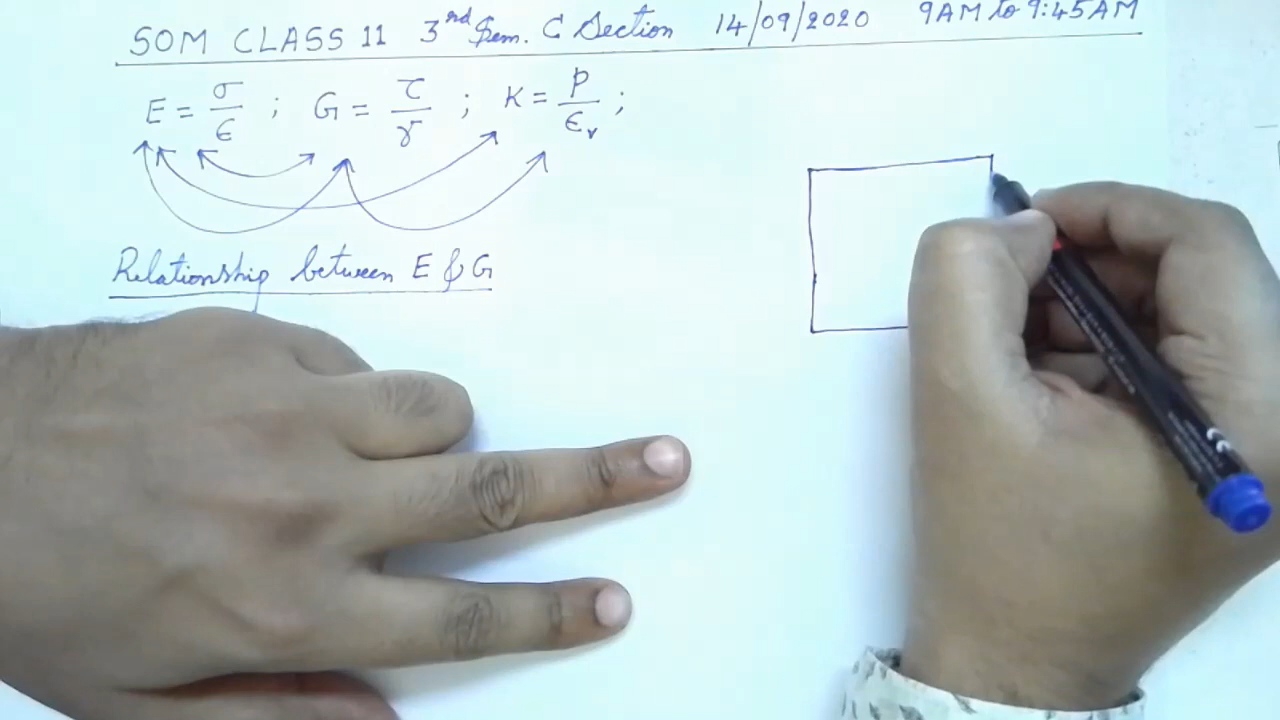 SOM CLASS 11 3rd Sem. C Section 14/09/2020 9AM to 9:45AM
E = σ/ϵ ; G = τ/γ ; K = P/ϵᵥ ;
Relationship between E & G